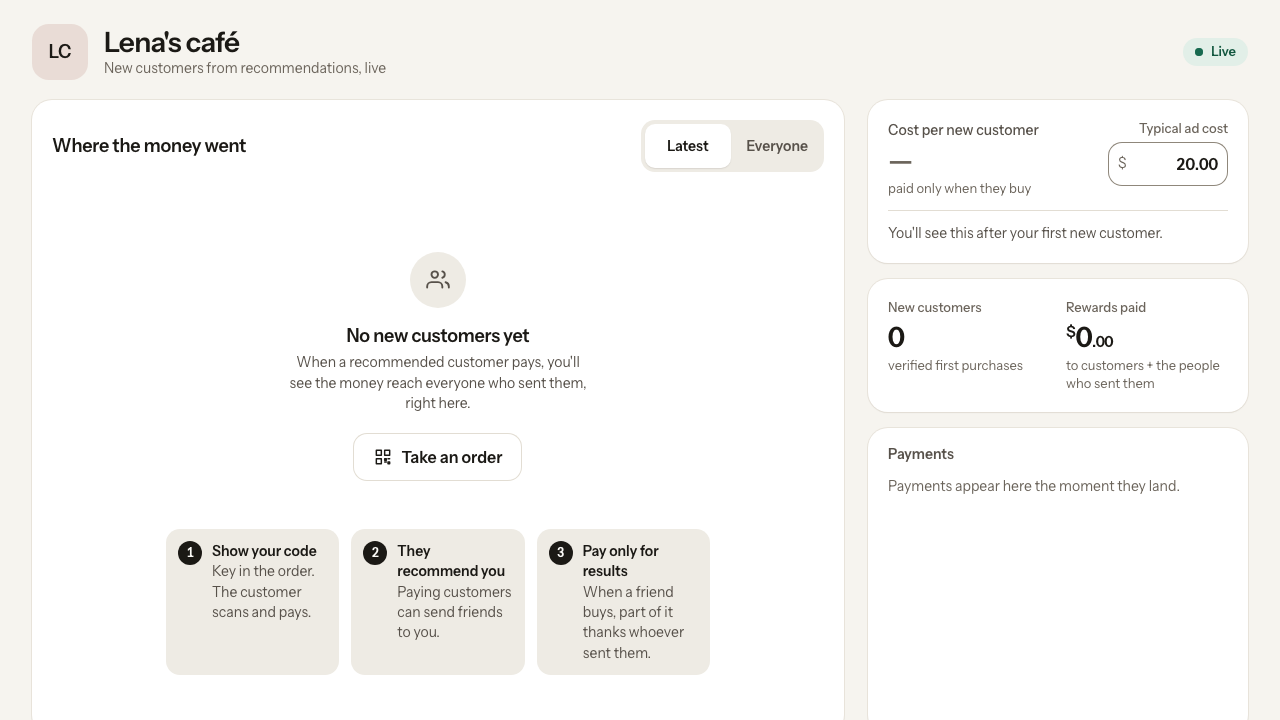 LC
Lena's café
New customers from recommendations, live
Live
Where the money went
Latest
Everyone
No new customers yet
When a recommended customer pays, you'll
see the money reach everyone who sent them,
right here.
Take an order
1
Show your code
Key in the order.
The customer
scans and pays.
2
They
recommend you
Paying customers
can send friends
to you.
3
Pay only for
results
When a friend
buys, part of it
thanks whoever
sent them.
Cost per new customer
—
paid only when they buy
Typical ad cost
$ 20.00
You'll see this after your first new customer.
New customers
0
verified first purchases
Rewards paid
$0.00
to customers + the people
who sent them
Payments
Payments appear here the moment they land.